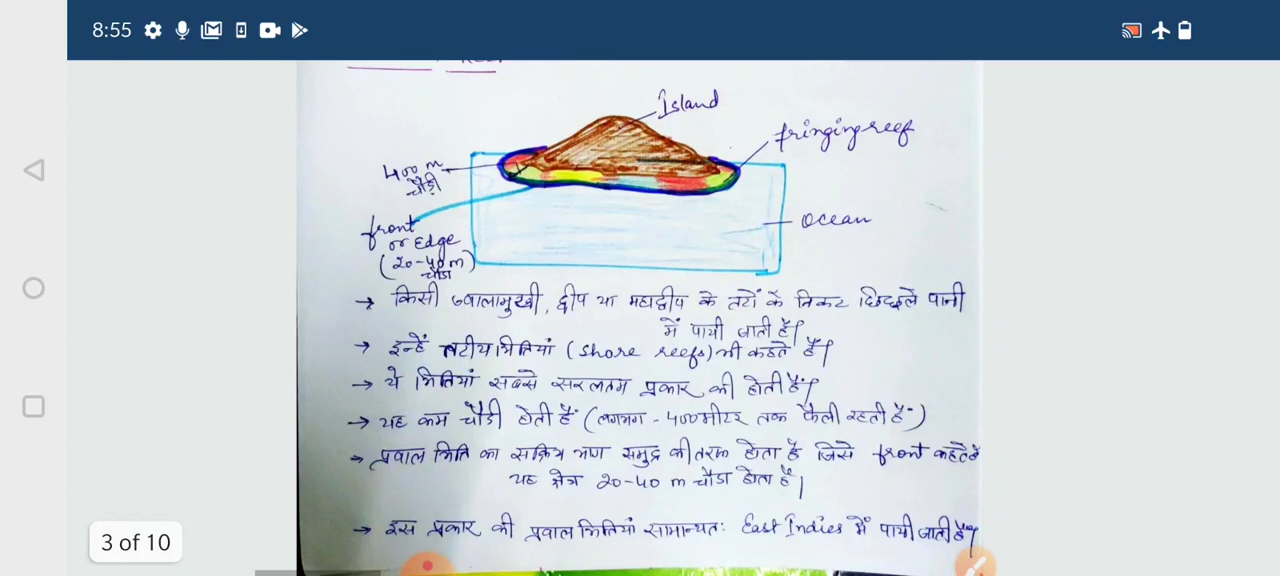 8:55
Island
fringing reef
400 m
चौड़ी
front
or Edge
(20-40 m
चौडा)
Ocean
→ किसी ज्वालामुखी, द्वीप या महाद्वीप के तटों के निकट छिछले पानी
में पायी जाती हैं।
→ इन्हें तटीय भितियां (shore reefs) भी कहते हैं।
→ ये भितियां सबसे सरलतम प्रकार की होती हैं।
→ यह कम चौड़ी होती हैं (लगभग - 400मीटर तक फैली रहती हैं)
→ प्रवाल भिति का सक्रिय भाग समुद्र की तरफ होता है जिसे front कहते हैं
यह क्षेत्र 20-40 m चौडा होता है।
→ इस प्रकार की प्रवाल भितियां सामान्यतः East Indies में पायी जाती हैं।
3 of 10